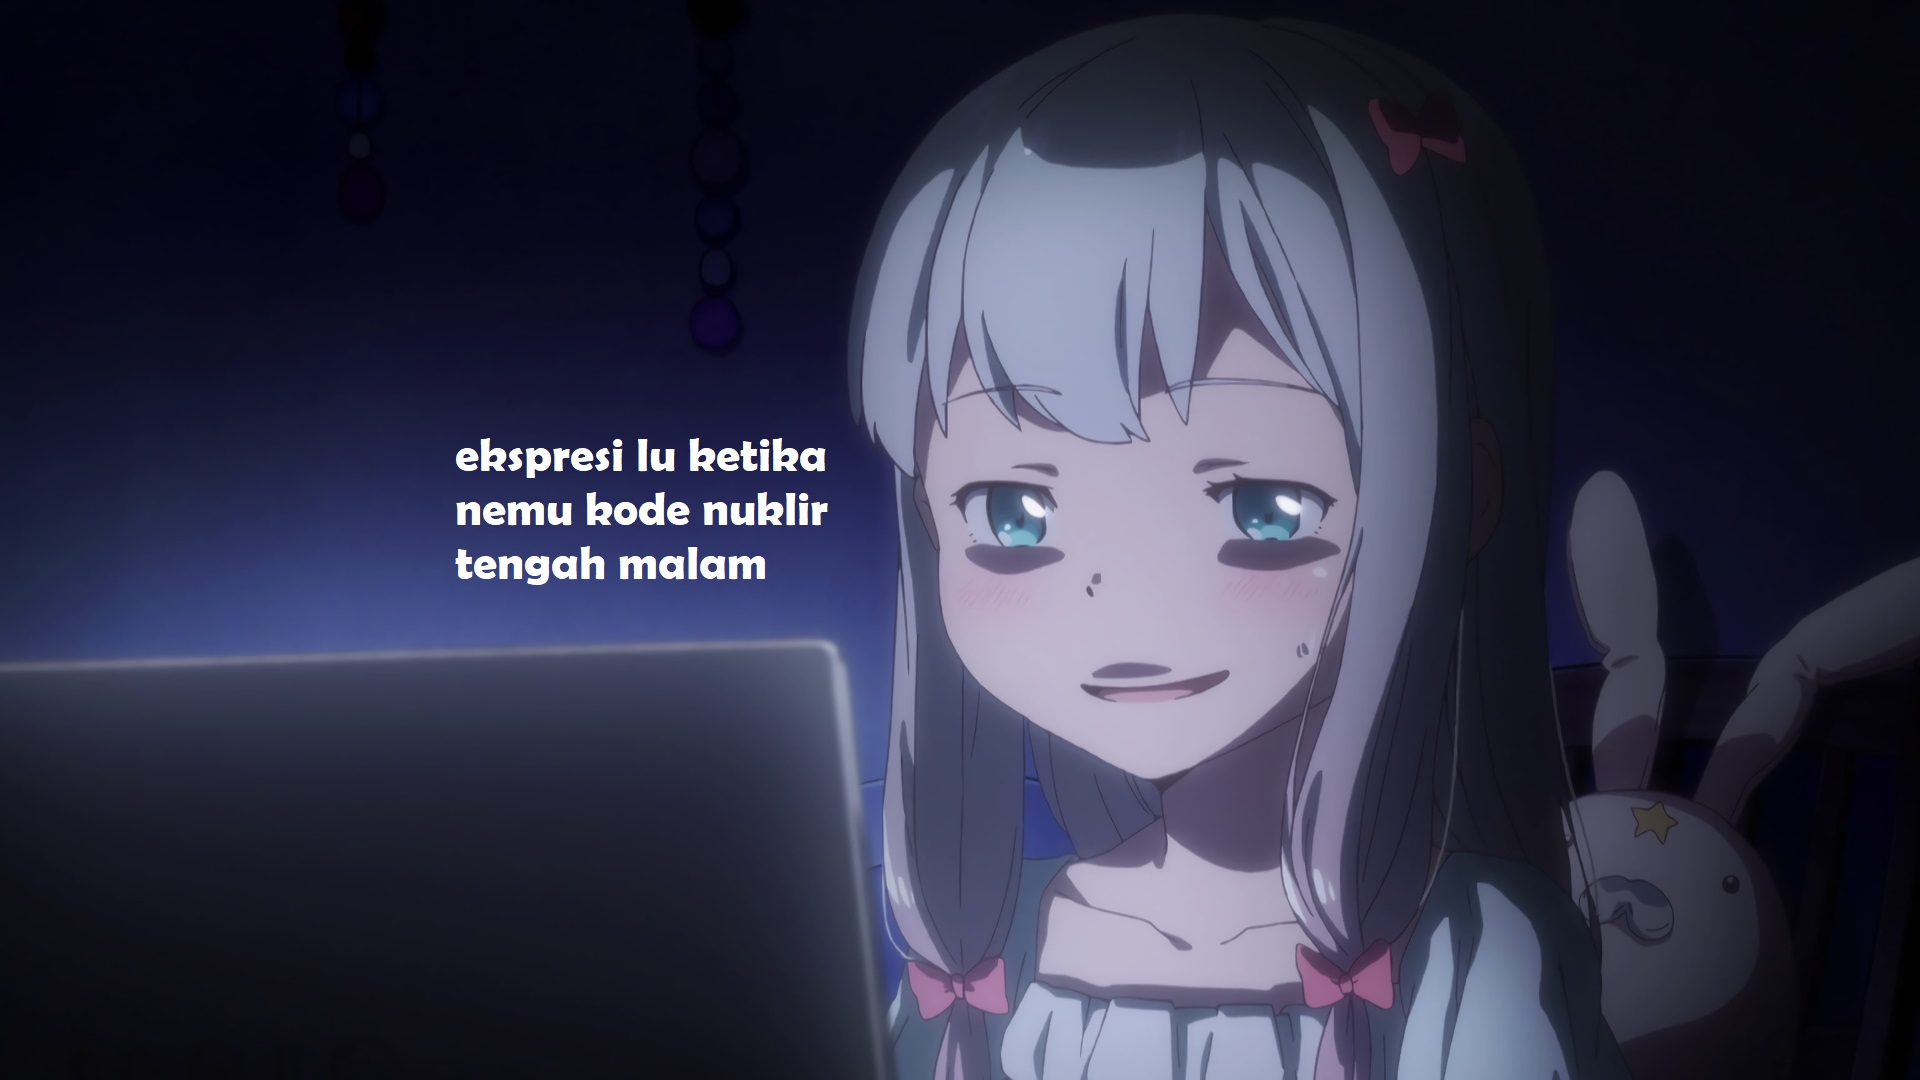 ekspresi lu ketika
nemu kode nuklir
tengah malam